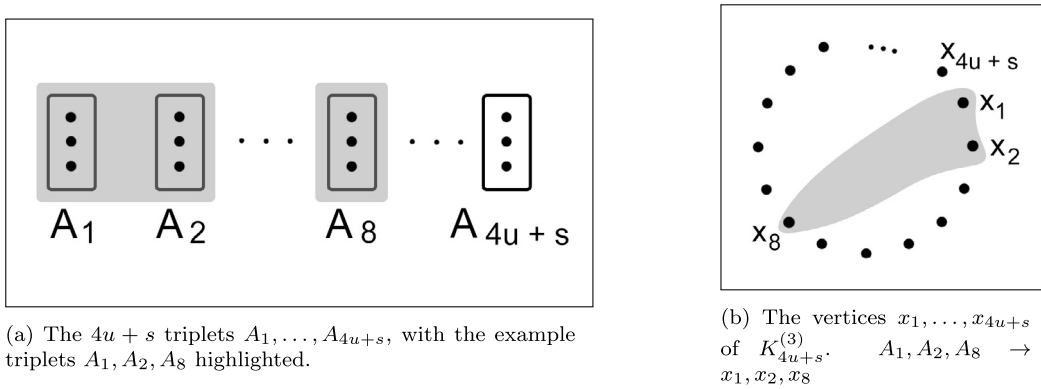 A₁ A₂ A₈ A₄ᵤ ₊ ₛ
(a) The 4u + s triplets A₁, . . . , A₄ᵤ₊ₛ, with the example
triplets A₁, A₂, A₈ highlighted.
x₄ᵤ ₊ ₛ
x₁
x₂
x₈
(b) The vertices x₁, . . . , x₄ᵤ₊ₛ
of K₄ᵤ₊ₛ⁽³⁾. A₁, A₂, A₈ →
x₁, x₂, x₈